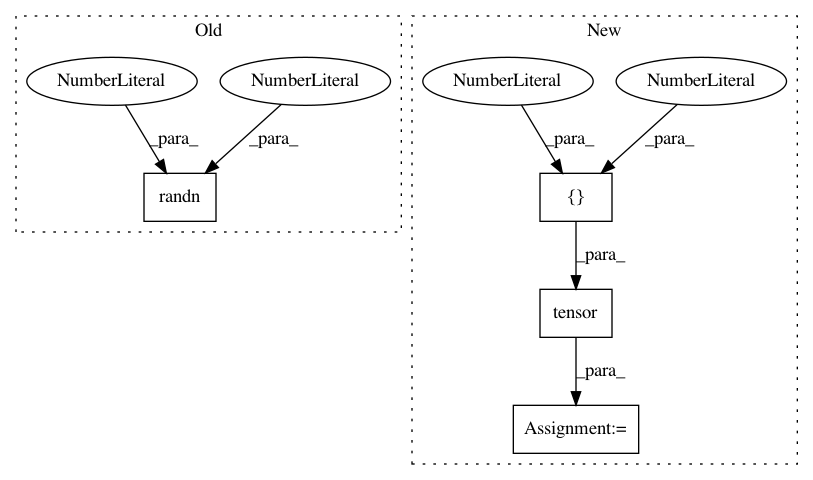 Old
New
NumberLiteral
NumberLiteral
NumberLiteral
NumberLiteral
_para_
_para_
_para_
_para_
randn
{}
_para_
tensor
_para_
Assignment:=